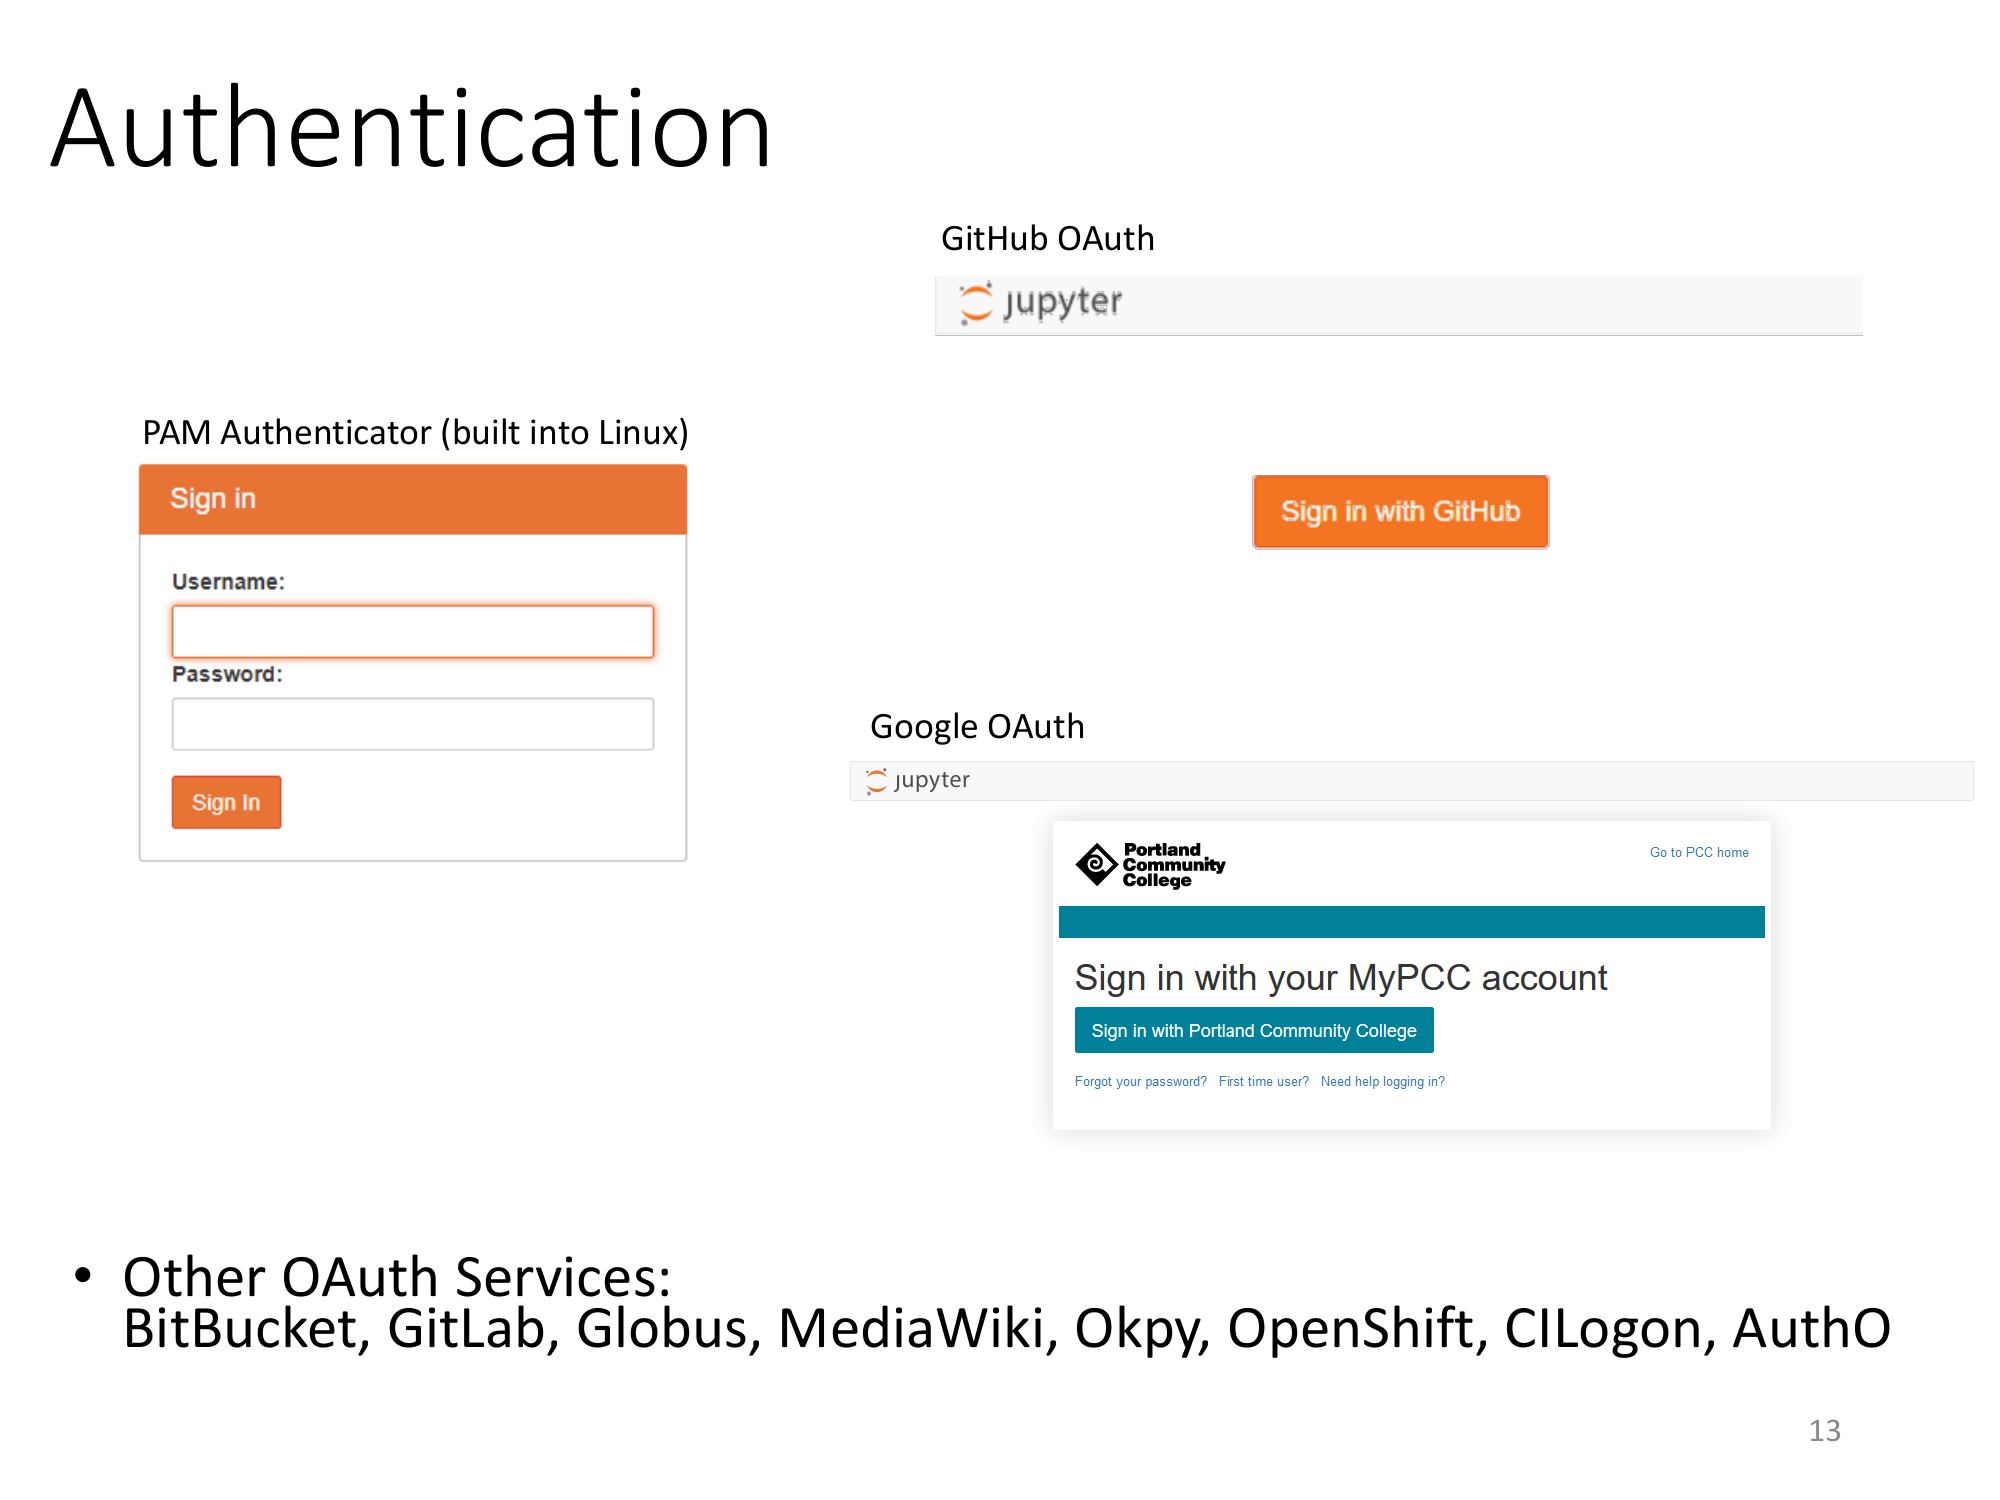 Authentication
GitHub OAuth
jupyter
PAM Authenticator (built into Linux)
Sign in
Username:
Password:
Sign In
Sign in with GitHub
Google OAuth
jupyter
Portland
Community
College
Go to PCC home
Sign in with your MyPCC account
Sign in with Portland Community College
Forgot your password? First time user? Need help logging in?
• Other OAuth Services:
BitBucket, GitLab, Globus, MediaWiki, Okpy, OpenShift, CILogon, AuthO
13